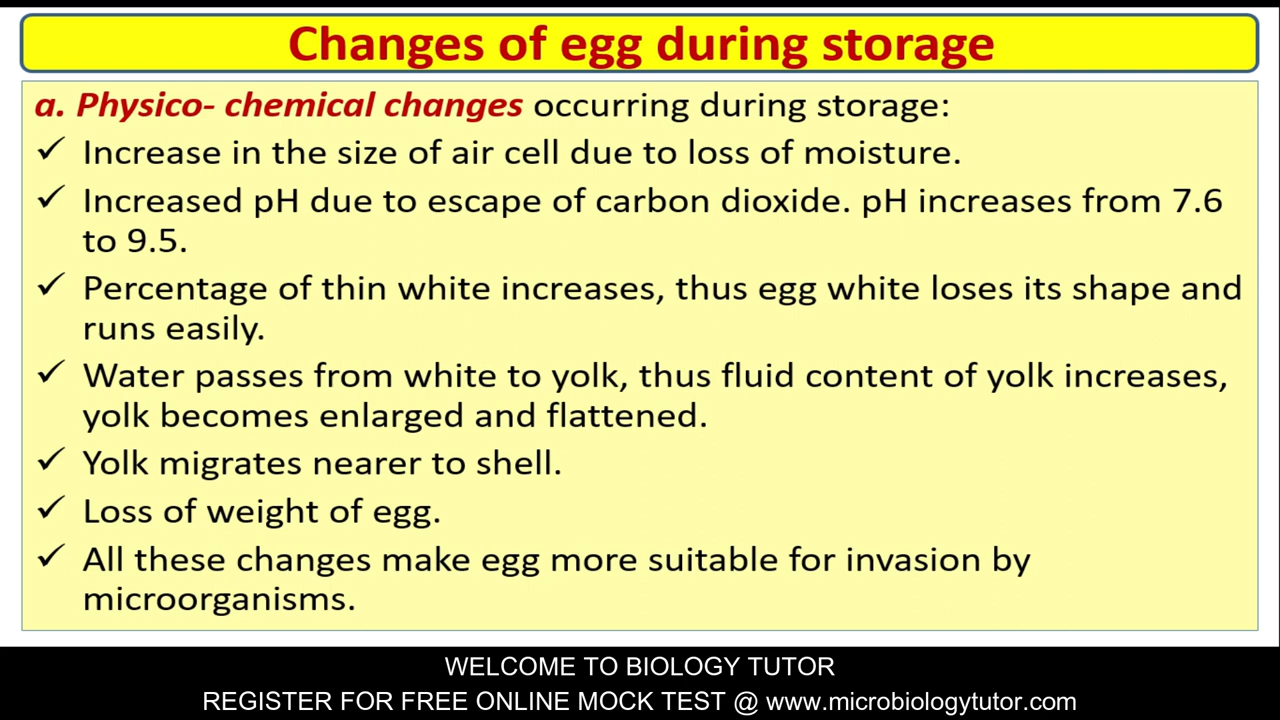 Changes of egg during storage
a. Physico- chemical changes occurring during storage:
✓ Increase in the size of air cell due to loss of moisture.
✓ Increased pH due to escape of carbon dioxide. pH increases from 7.6
to 9.5.
✓ Percentage of thin white increases, thus egg white loses its shape and
runs easily.
✓ Water passes from white to yolk, thus fluid content of yolk increases,
yolk becomes enlarged and flattened.
✓ Yolk migrates nearer to shell.
✓ Loss of weight of egg.
✓ All these changes make egg more suitable for invasion by
microorganisms.
WELCOME TO BIOLOGY TUTOR
REGISTER FOR FREE ONLINE MOCK TEST @ www.microbiologytutor.com